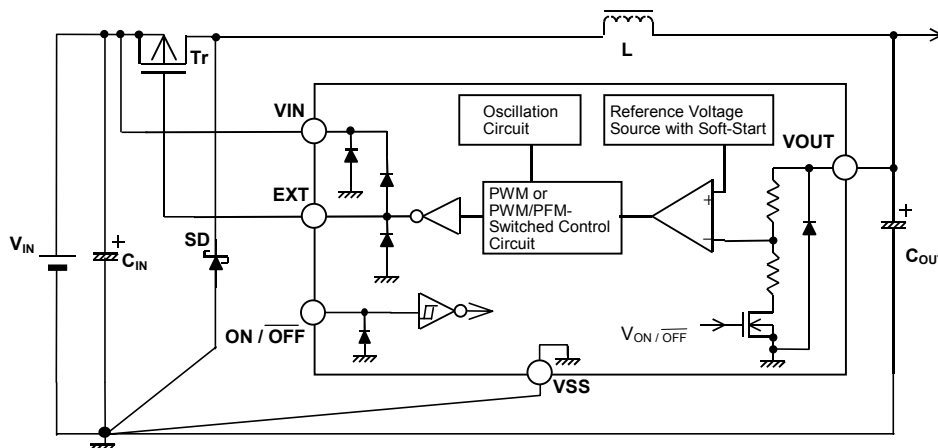 Tr
L
VIN
Oscillation
Circuit
Reference Voltage
Source with Soft-Start
VOUT
EXT
PWM or
PWM/PFM-
Switched Control
Circuit
+
−
+
VIN
+
CIN
SD
COUT
ON / OFF
VON / OFF
VSS